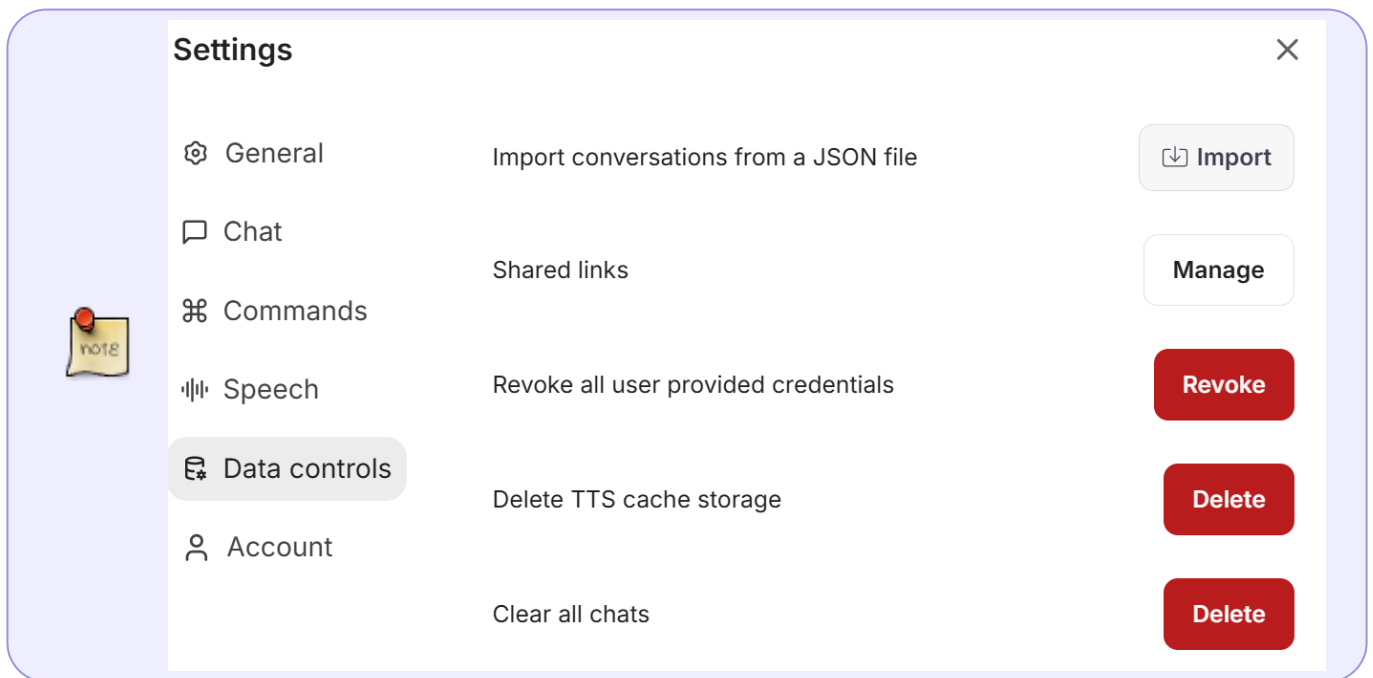 Settings
General
Chat
Commands
Speech
Data controls
Account
Import conversations from a JSON file
Import
Shared links
Manage
Revoke all user provided credentials
Revoke
Delete TTS cache storage
Delete
Clear all chats
Delete
note